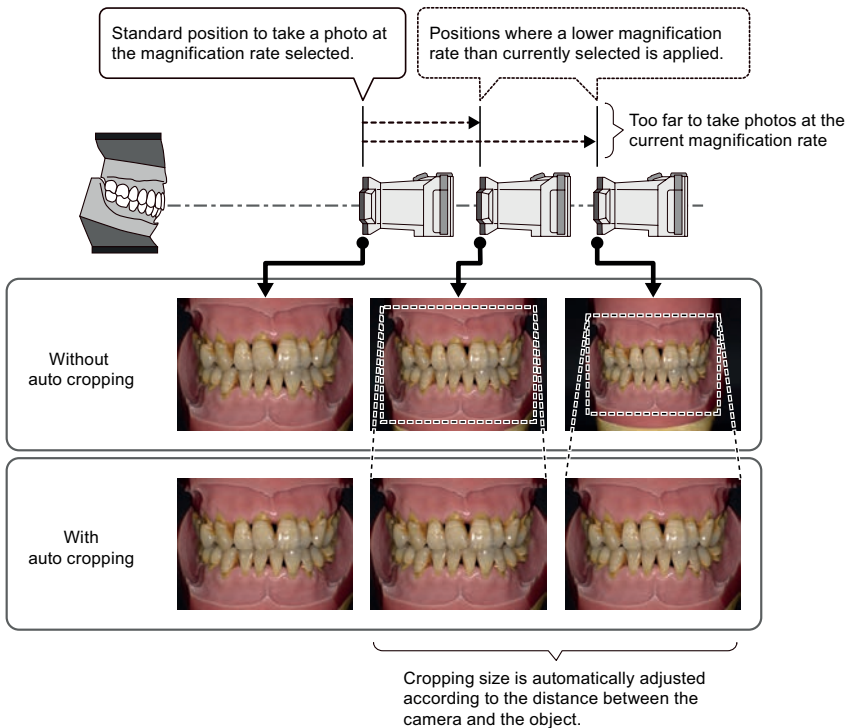 Standard position to take a photo at
the magnification rate selected.
Positions where a lower magnification
rate than currently selected is applied.
Too far to take photos at the
current magnification rate
Without
auto cropping
With
auto cropping
Cropping size is automatically adjusted
according to the distance between the
camera and the object.